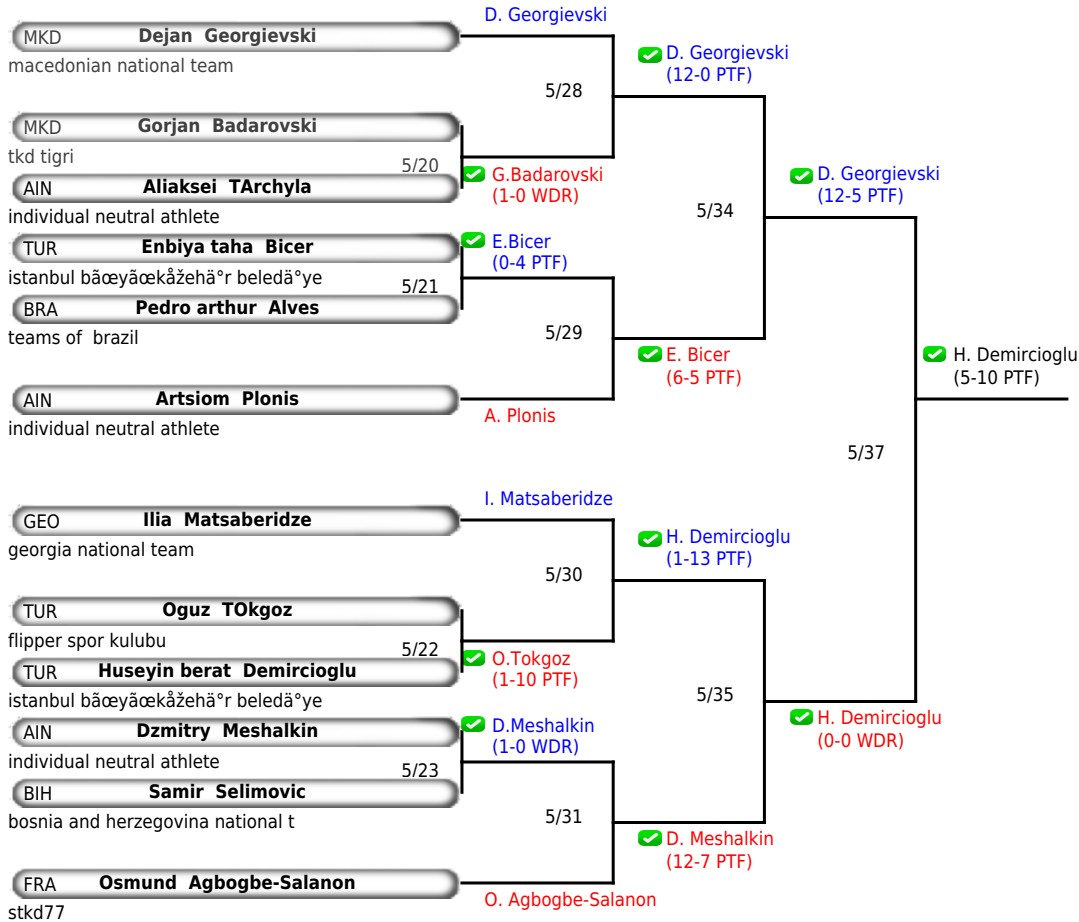 D. Georgievski
MKD Dejan Georgievski
macedonian national team
D. Georgievski
(12-0 PTF)
5/28
MKD Gorjan Badarovski
tkd tigri
5/20
G.Badarovski
(1-0 WDR)
AIN Aliaksei TArchyla
individual neutral athlete
D. Georgievski
(12-5 PTF)
5/34
TUR Enbiya taha Bicer
istanbul bãœyãœkåžehä°r beledä°ye
E.Bicer
(0-4 PTF)
5/21
BRA Pedro arthur Alves
teams of brazil
5/29
E. Bicer
(6-5 PTF)
H. Demircioglu
(5-10 PTF)
AIN Artsiom Plonis
individual neutral athlete
A. Plonis
5/37
I. Matsaberidze
GEO Ilia Matsaberidze
georgia national team
H. Demircioglu
(1-13 PTF)
5/30
TUR Oguz TOkgoz
flipper spor kulubu
5/22
O.Tokgoz
(1-10 PTF)
TUR Huseyin berat Demircioglu
istanbul bãœyãœkåžehä°r beledä°ye
5/35
H. Demircioglu
(0-0 WDR)
AIN Dzmitry Meshalkin
individual neutral athlete
D.Meshalkin
(1-0 WDR)
5/23
BIH Samir Selimovic
bosnia and herzegovina national t
5/31
D. Meshalkin
(12-7 PTF)
FRA Osmund Agbogbe-Salanon
stkd77
O. Agbogbe-Salanon